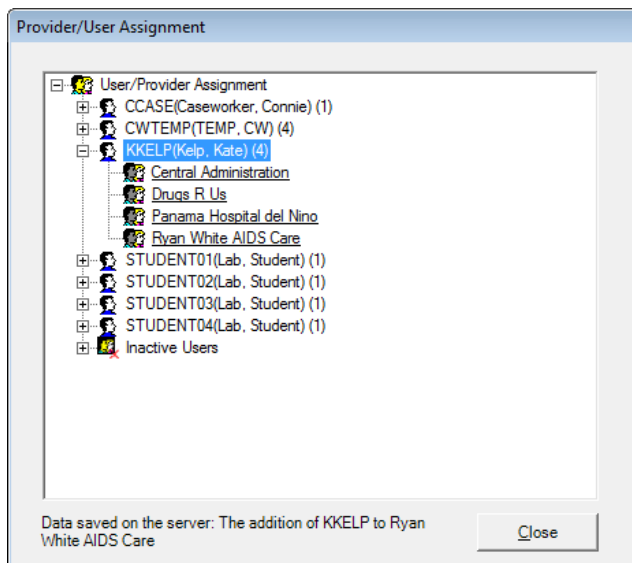 Provider/User Assignment
User/Provider Assignment
CCASE(Caseworker, Connie) (1)
CWTEMP(TEMP, CW) (4)
KKELP(Kelp, Kate) (4)
Central Administration
Drugs R Us
Panama Hospital del Nino
Ryan White AIDS Care
STUDENT01(Lab, Student) (1)
STUDENT02(Lab, Student) (1)
STUDENT03(Lab, Student) (1)
STUDENT04(Lab, Student) (1)
Inactive Users
Data saved on the server: The addition of KKELP to Ryan
White AIDS Care
Close